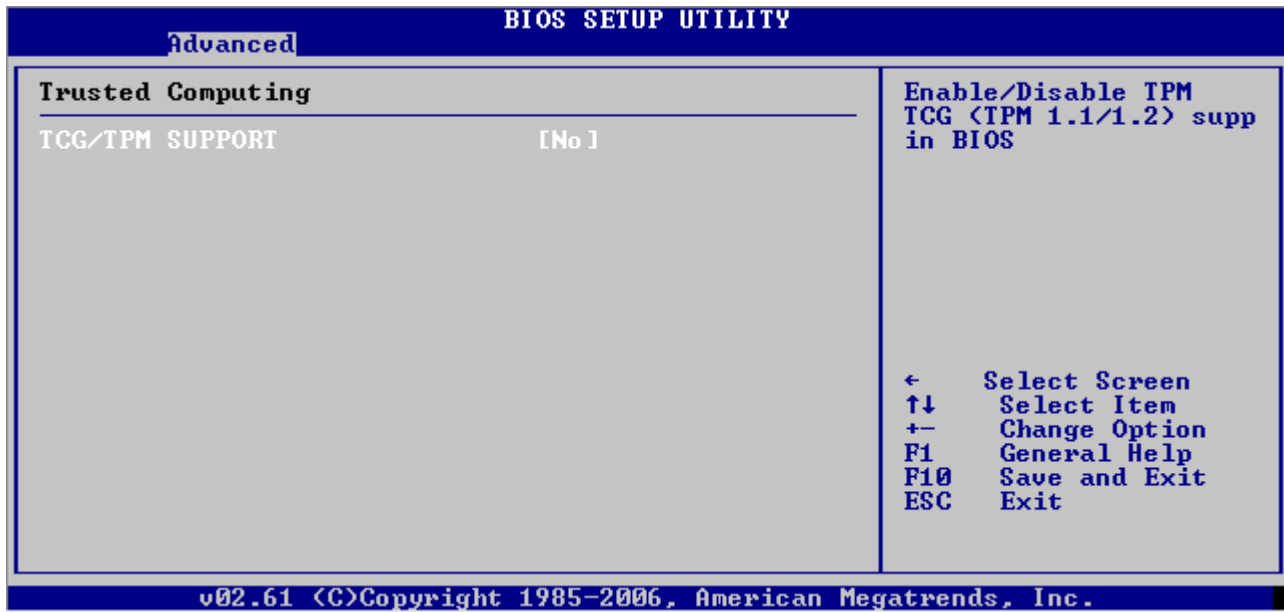 BIOS SETUP UTILITY
Advanced
Trusted Computing
TCG/TPM SUPPORT [No]
Enable/Disable TPM
TCG (TPM 1.1/1.2) supp
in BIOS
← Select Screen
↑↓ Select Item
+- Change Option
F1 General Help
F10 Save and Exit
ESC Exit
v02.61 (C)Copyright 1985-2006, American Megatrends, Inc.